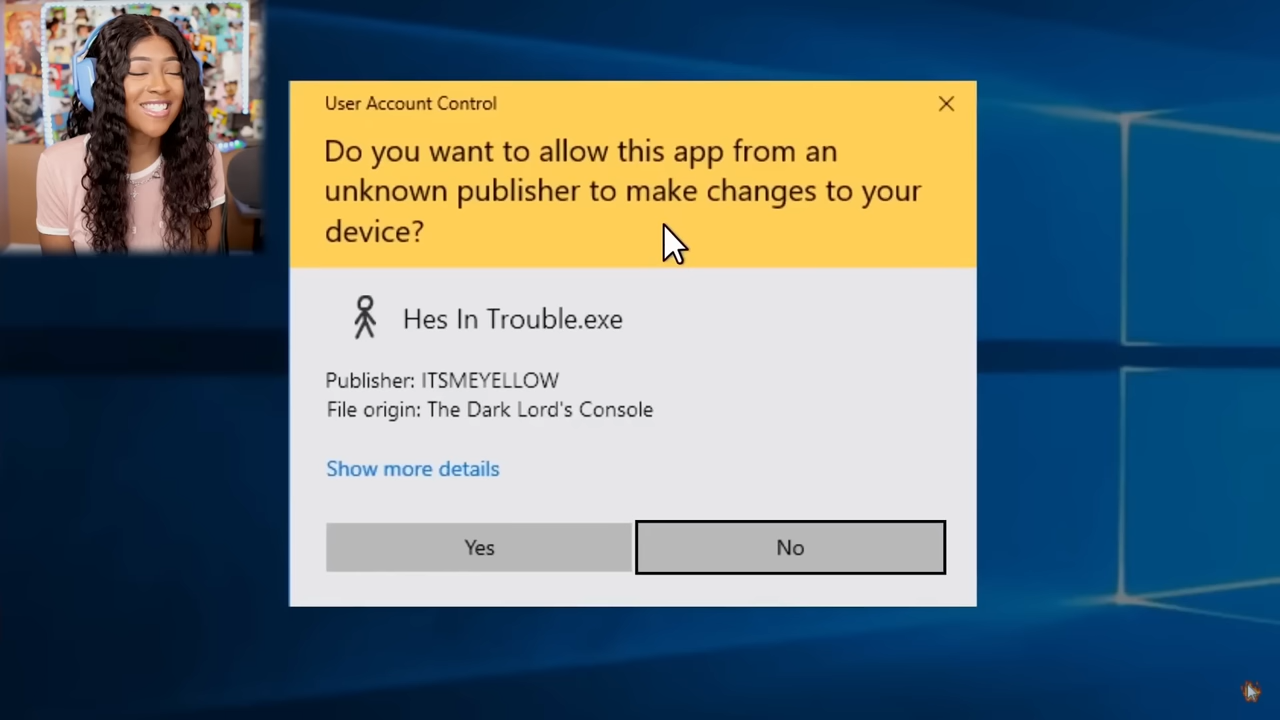 User Account Control
Do you want to allow this app from an
unknown publisher to make changes to your
device?
Hes In Trouble.exe
Publisher: ITSMEYELLOW
File origin: The Dark Lord's Console
Show more details
Yes
No